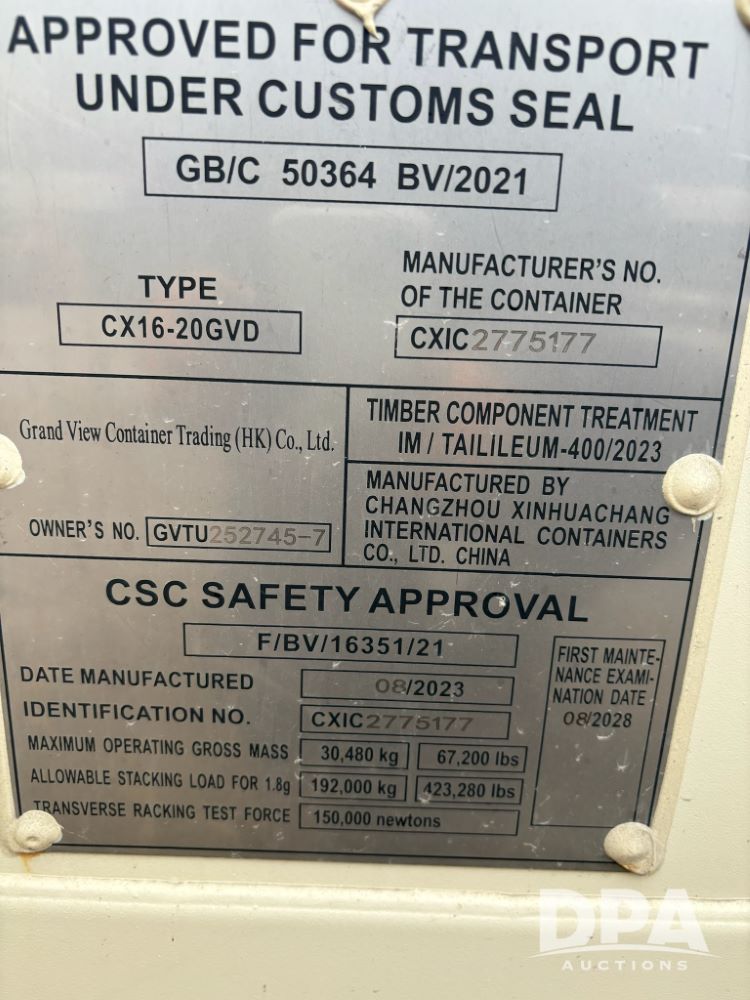 APPROVED FOR TRANSPORT
UNDER CUSTOMS SEAL
GB/C 50364 BV/2021
TYPE
CX16-20GVD
MANUFACTURER'S NO.
OF THE CONTAINER
CXIC2775177
Grand View Container Trading (HK) Co., Ltd.
OWNER'S NO. GVTU252745-7
TIMBER COMPONENT TREATMENT
IM / TAILILEUM-400/2023
MANUFACTURED BY
CHANGZHOU XINHUACHANG
INTERNATIONAL CONTAINERS
CO., LTD. CHINA
CSC SAFETY APPROVAL
F/BV/16351/21
DATE MANUFACTURED 08/2023
IDENTIFICATION NO. CXIC2775177
MAXIMUM OPERATING GROSS MASS 30,480 kg 67,200 lbs
ALLOWABLE STACKING LOAD FOR 1.8g 192,000 kg 423,280 lbs
TRANSVERSE RACKING TEST FORCE 150,000 newtons
FIRST MAINTE-
NANCE EXAMI-
NATION DATE
08/2028
DPA
AUCTIONS